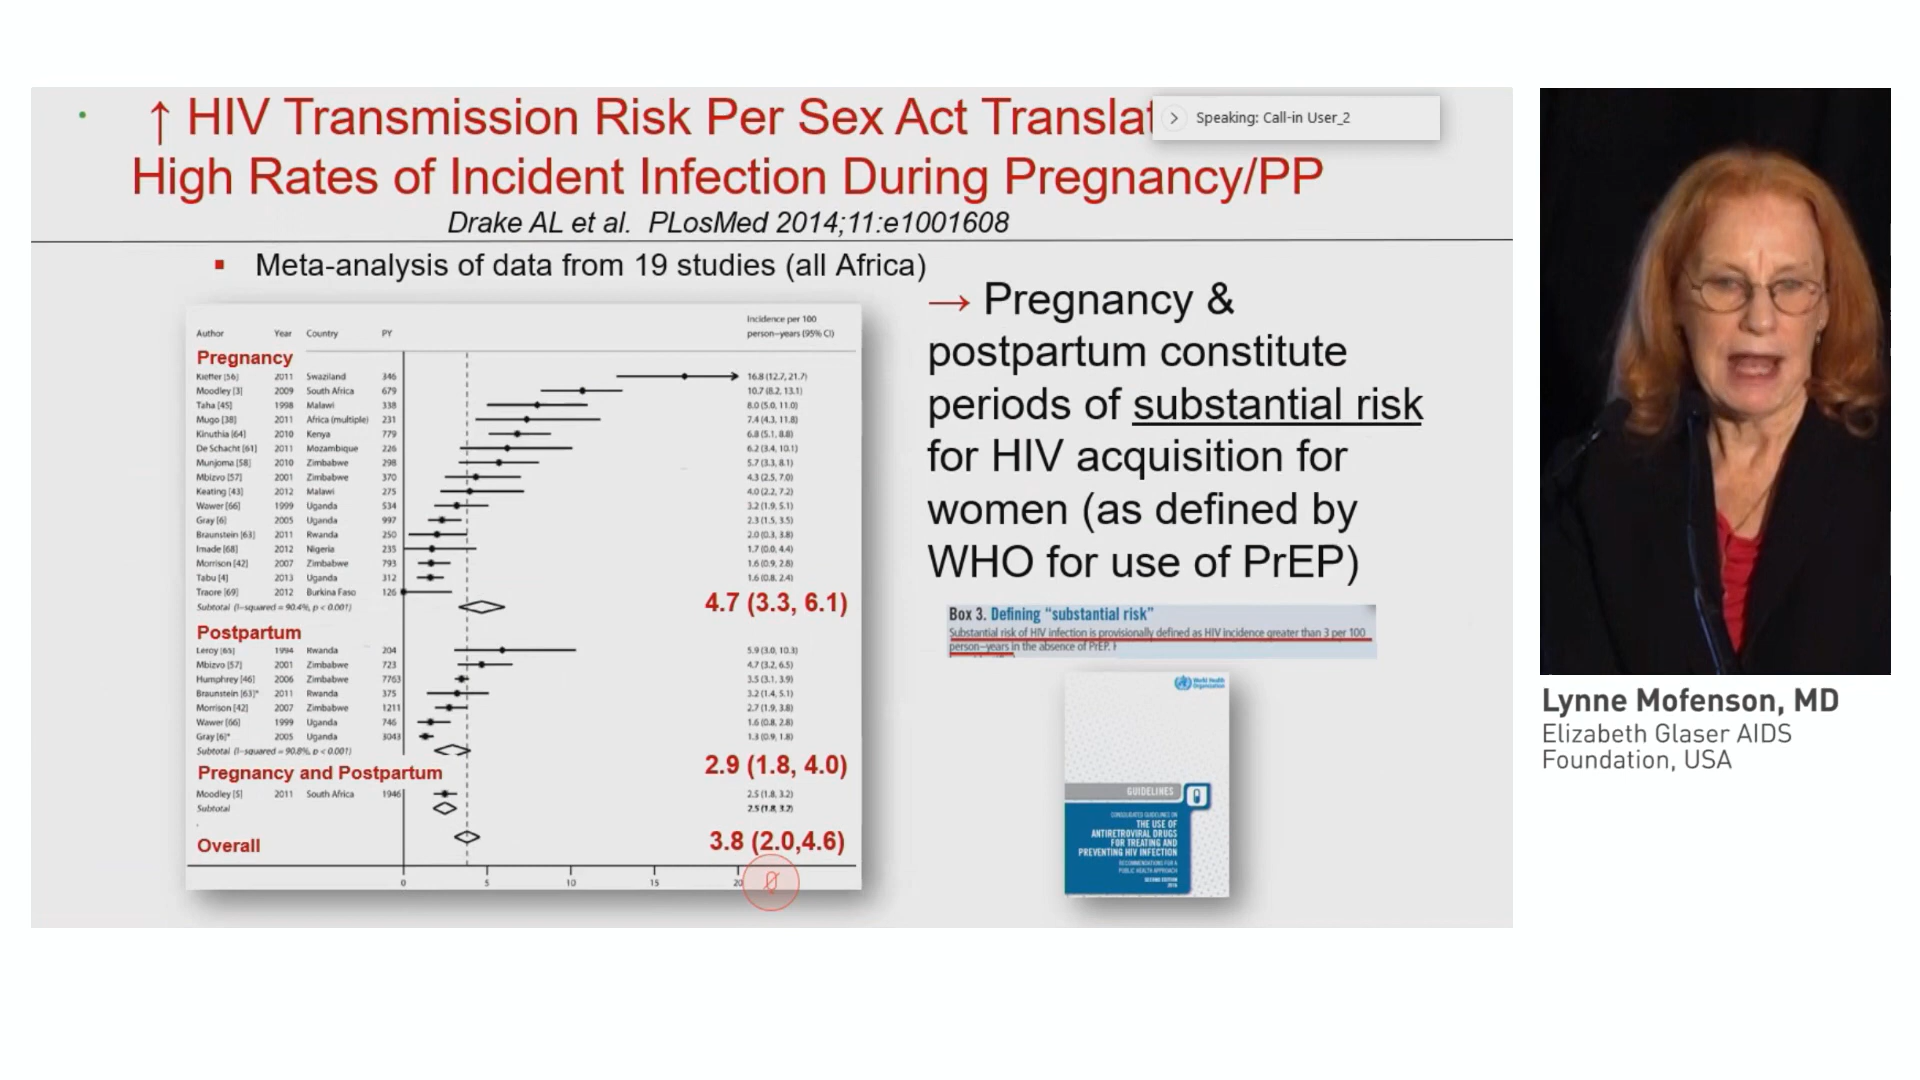 ↑ HIV Transmission Risk Per Sex Act Translat
Speaking: Call-in User_2
High Rates of Incident Infection During Pregnancy/PP
Drake AL et al. PLosMed 2014;11:e1001608
▪ Meta-analysis of data from 19 studies (all Africa)
Author Year Country PY Incidence per 100
person-years (95% CI)
Pregnancy
Kieffer [56] 2011 Swaziland 346 16.8 (12.7, 21.7)
Moodley [3] 2009 South Africa 679 10.7 (8.2, 13.1)
Taha [45] 1998 Malawi 338 8.0 (5.0, 11.0)
Mugo [38] 2011 Africa (multiple) 231 7.4 (4.3, 11.8)
Kinuthia [64] 2010 Kenya 779 6.8 (5.1, 8.8)
De Schacht [61] 2011 Mozambique 226 6.2 (3.4, 10.1)
Munjoma [58] 2010 Zimbabwe 298 5.7 (3.3, 8.1)
Mbizvo [57] 2001 Zimbabwe 370 4.3 (2.5, 7.0)
Keating [43] 2012 Malawi 275 4.0 (2.2, 7.2)
Wawer [66] 1999 Uganda 534 3.2 (1.9, 5.1)
Gray [6] 2005 Uganda 997 2.3 (1.5, 3.5)
Braunstein [63] 2011 Rwanda 250 2.0 (0.3, 3.8)
Imade [68] 2012 Nigeria 235 1.7 (0.0, 4.4)
Morrison [42] 2007 Zimbabwe 793 1.6 (0.9, 2.8)
Tabu [4] 2013 Uganda 312 1.6 (0.8, 2.4)
Traore [69] 2012 Burkina Faso 126
Subtotal (I-squared = 90.4%, p < 0.001) 4.7 (3.3, 6.1)
Postpartum
Leroy [65] 1994 Rwanda 204 5.9 (3.0, 10.3)
Mbizvo [57] 2001 Zimbabwe 723 4.7 (3.2, 6.5)
Humphrey [46] 2006 Zimbabwe 7763 3.5 (3.1, 3.9)
Braunstein [63]* 2011 Rwanda 375 3.2 (1.4, 5.1)
Morrison [42] 2007 Zimbabwe 1211 2.7 (1.9, 3.8)
Wawer [66] 1999 Uganda 746 1.6 (0.8, 2.8)
Gray [6]* 2005 Uganda 3043 1.3 (0.9, 1.8)
Subtotal (I-squared = 90.8%, p < 0.001) 2.9 (1.8, 4.0)
Pregnancy and Postpartum
Moodley [5] 2011 South Africa 1946 2.5 (1.8, 3.2)
Subtotal 2.5 (1.8, 3.2)
Overall 3.8 (2.0,4.6)
0 5 10 15 20
→ Pregnancy &
postpartum constitute
periods of substantial risk
for HIV acquisition for
women (as defined by
WHO for use of PrEP)
Box 3. Defining “substantial risk”
Substantial risk of HIV infection is provisionally defined as HIV incidence greater than 3 per 100
person-years in the absence of PrEP.
World Health
Organization
GUIDELINES
CONSOLIDATED GUIDELINES ON
THE USE OF
ANTIRETROVIRAL DRUGS
FOR TREATING AND
PREVENTING HIV INFECTION
RECOMMENDATIONS FOR A
PUBLIC HEALTH APPROACH
SECOND EDITION
2016
Lynne Mofenson, MD
Elizabeth Glaser AIDS
Foundation, USA